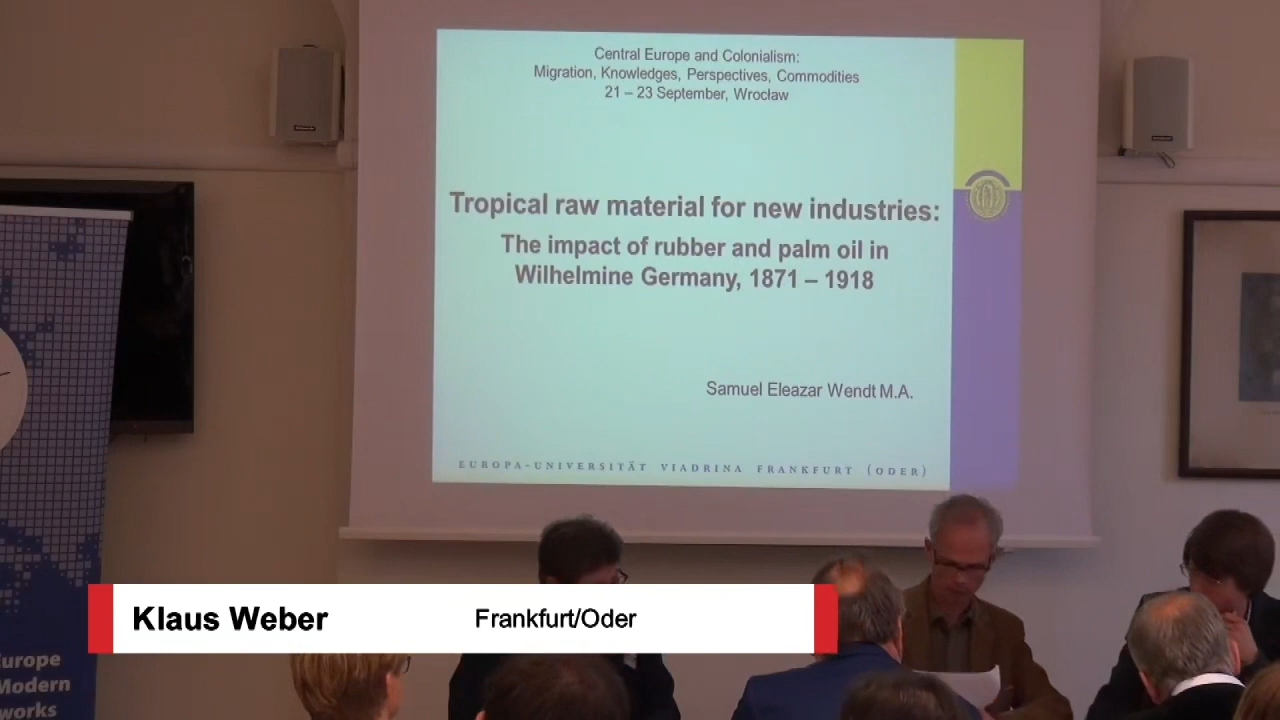 Central Europe and Colonialism:
Migration, Knowledges, Perspectives, Commodities
21 – 23 September, Wrocław
Tropical raw material for new industries:
The impact of rubber and palm oil in
Wilhelmine Germany, 1871 – 1918
Samuel Eleazar Wendt M.A.
EUROPA-UNIVERSITÄT VIADRINA FRANKFURT (ODER)
Klaus Weber
Frankfurt/Oder
urope
Modern
works